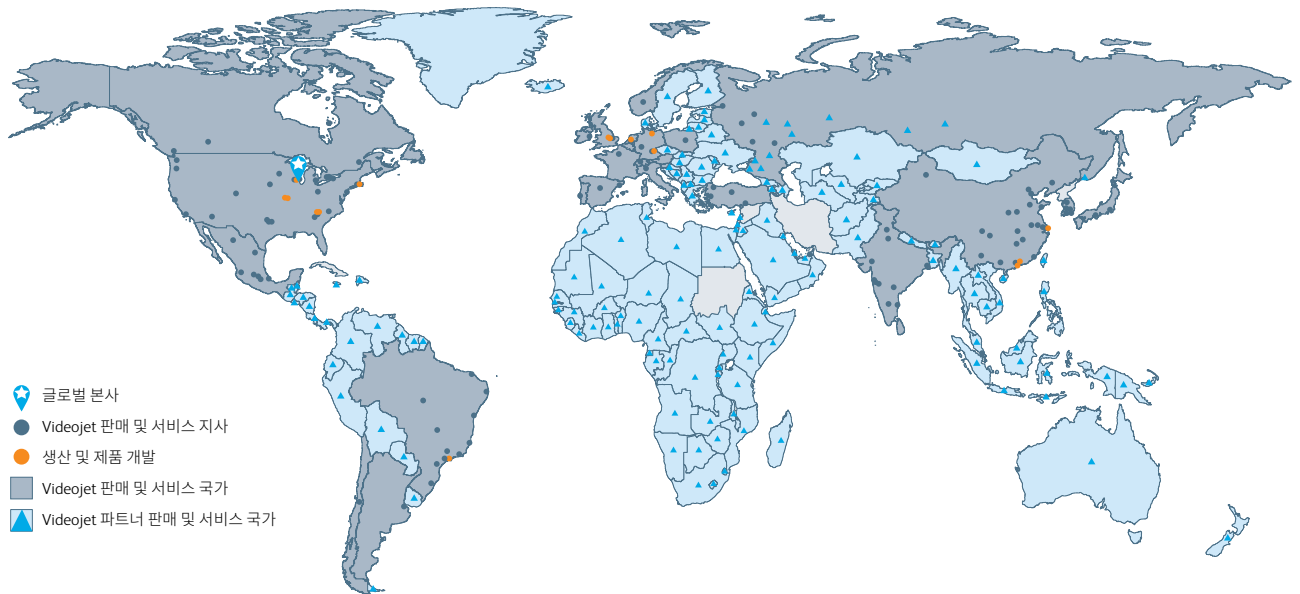 글로벌 본사
Videojet 판매 및 서비스 지사
생산 및 제품 개발
Videojet 판매 및 서비스 국가
Videojet 파트너 판매 및 서비스 국가